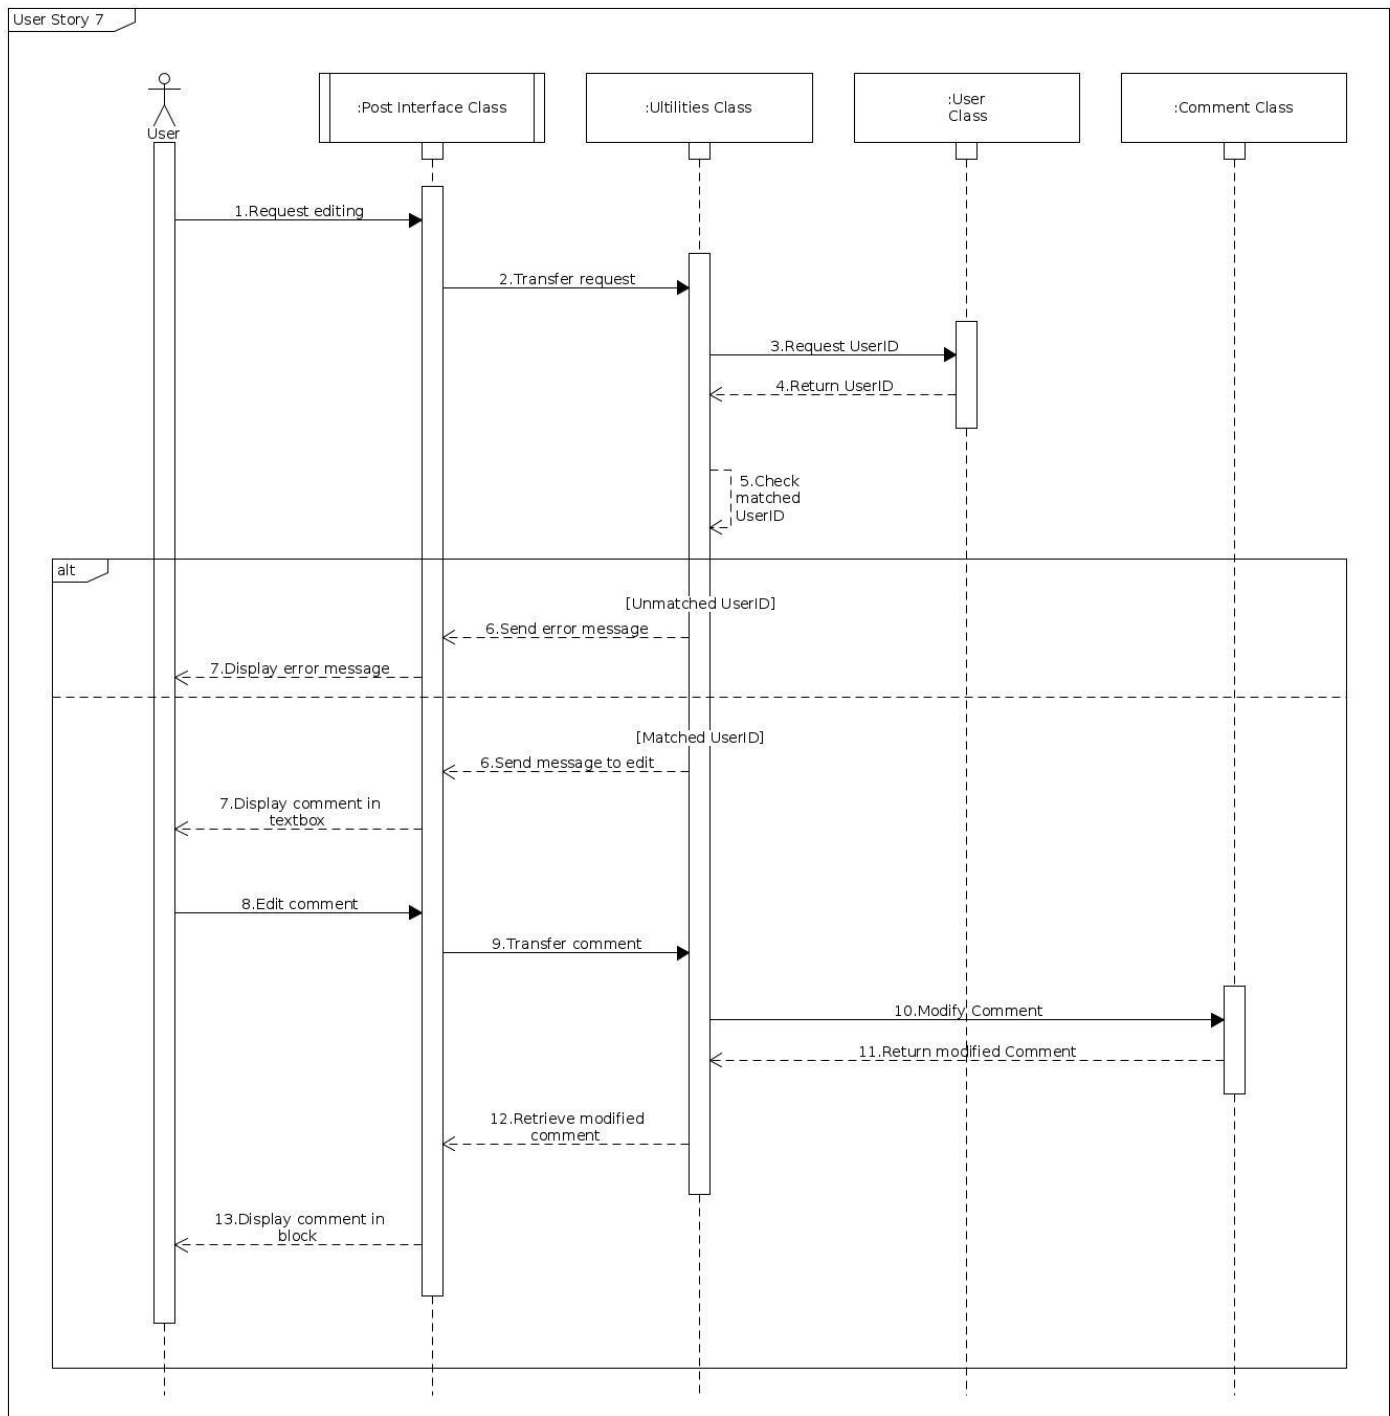 User Story 7
User
:Post Interface Class
:Ultilities Class
:User
Class
:Comment Class
1.Request editing
2.Transfer request
3.Request UserID
4.Return UserID
5.Check
matched
UserID
alt
[Unmatched UserID]
6.Send error message
7.Display error message
[Matched UserID]
6.Send message to edit
7.Display comment in
textbox
8.Edit comment
9.Transfer comment
10.Modify Comment
11.Return modified Comment
12.Retrieve modified
comment
13.Display comment in
block